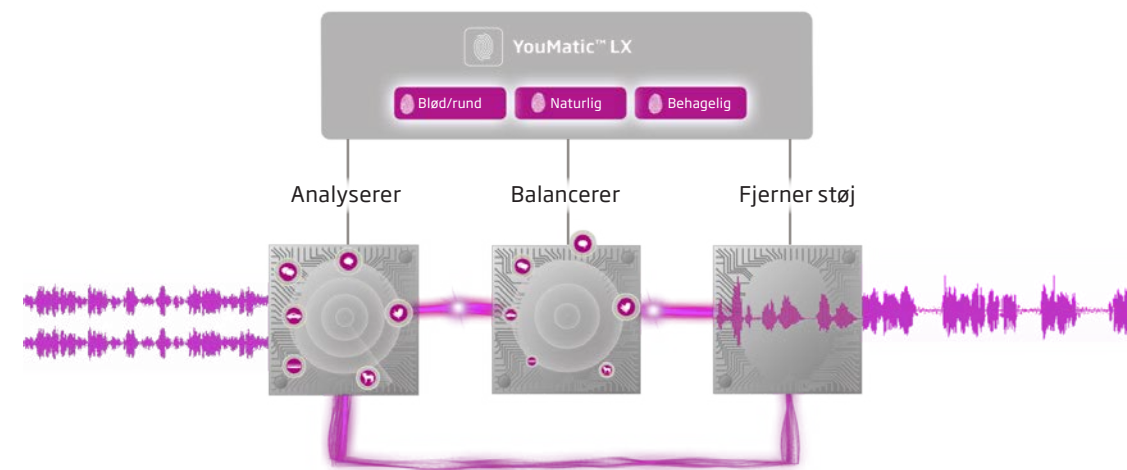 YouMatic™ LX
Blød/rund Naturlig Behagelig
Analyserer Balancerer Fjerner støj